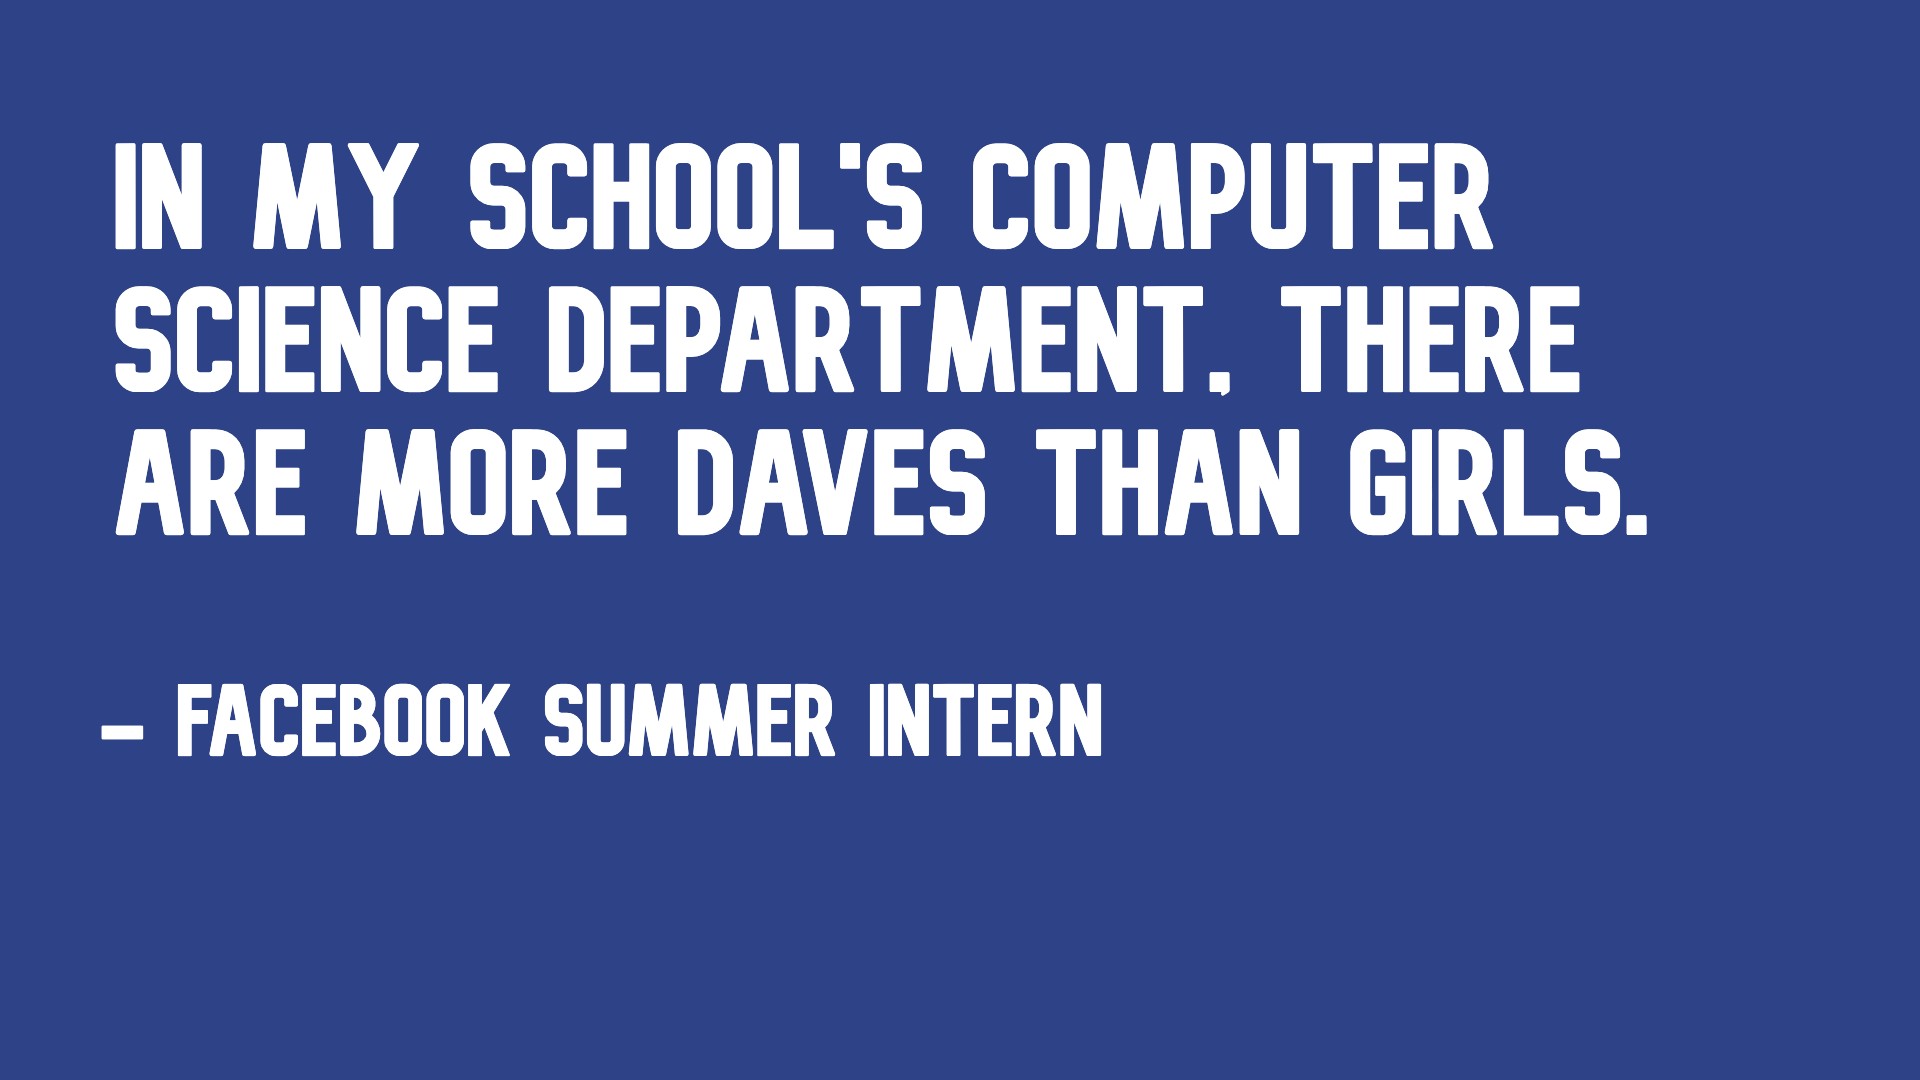 IN MY SCHOOL'S COMPUTER
SCIENCE DEPARTMENT, THERE
ARE MORE DAVES THAN GIRLS.
– FACEBOOK SUMMER INTERN